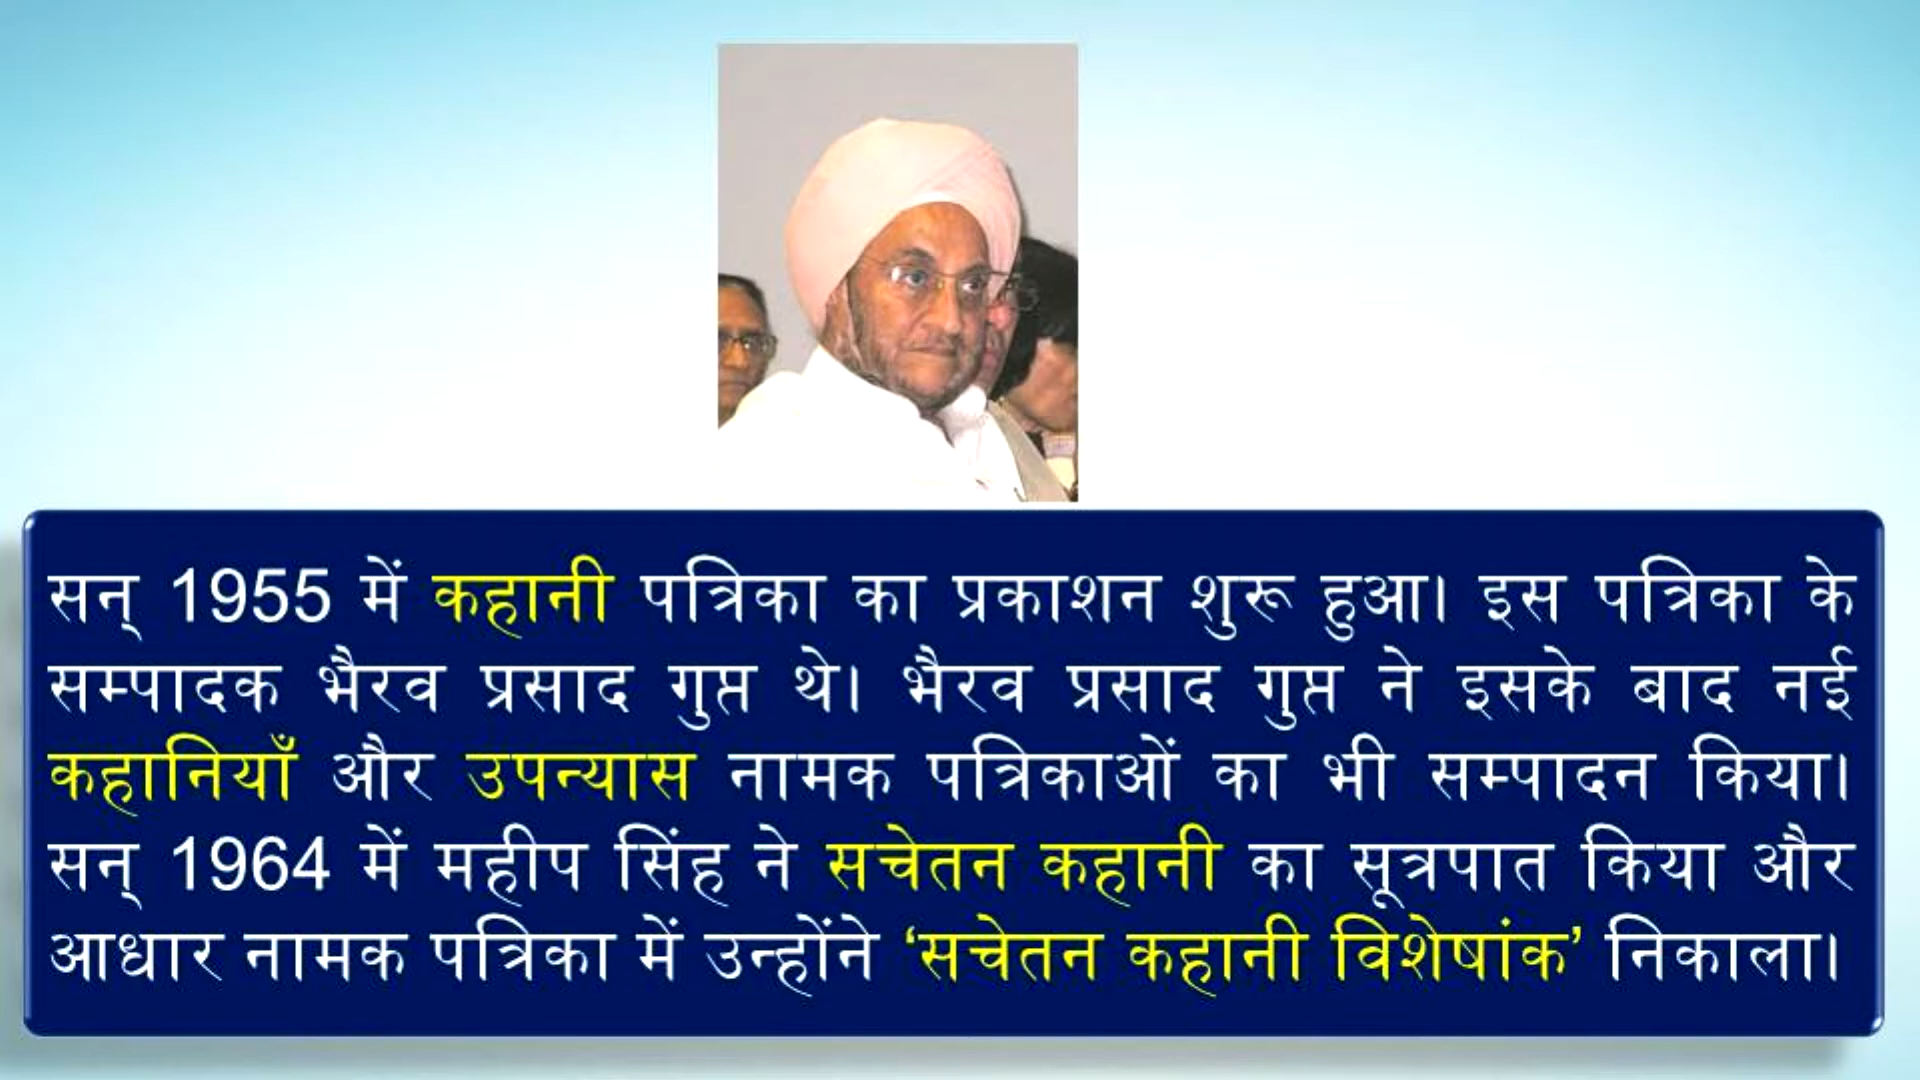 सन् 1955 में कहानी पत्रिका का प्रकाशन शुरू हुआ। इस पत्रिका के
सम्पादक भैरव प्रसाद गुप्त थे। भैरव प्रसाद गुप्त ने इसके बाद नई
कहानियाँ और उपन्यास नामक पत्रिकाओं का भी सम्पादन किया।
सन् 1964 में महीप सिंह ने सचेतन कहानी का सूत्रपात किया और
आधार नामक पत्रिका में उन्होंने ‘सचेतन कहानी विशेषांक’ निकाला।